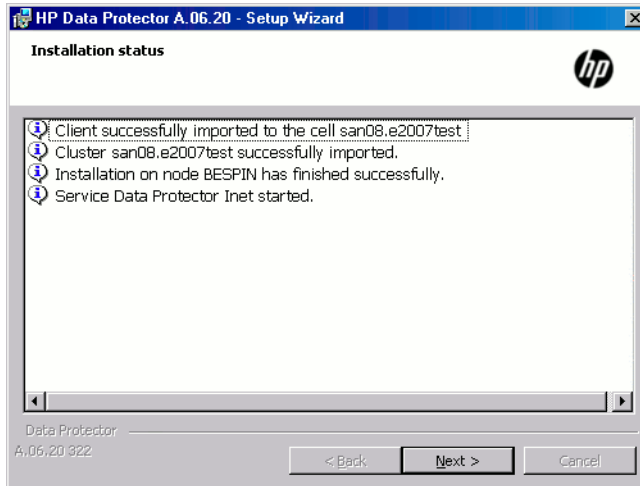 HP Data Protector A.06.20 - Setup Wizard
Installation status
hp
Client successfully imported to the cell san08.e2007test
Cluster san08.e2007test successfully imported.
Installation on node BESPIN has finished successfully.
Service Data Protector Inet started.
Data Protector
A.06.20 322
< Back
Next >
Cancel